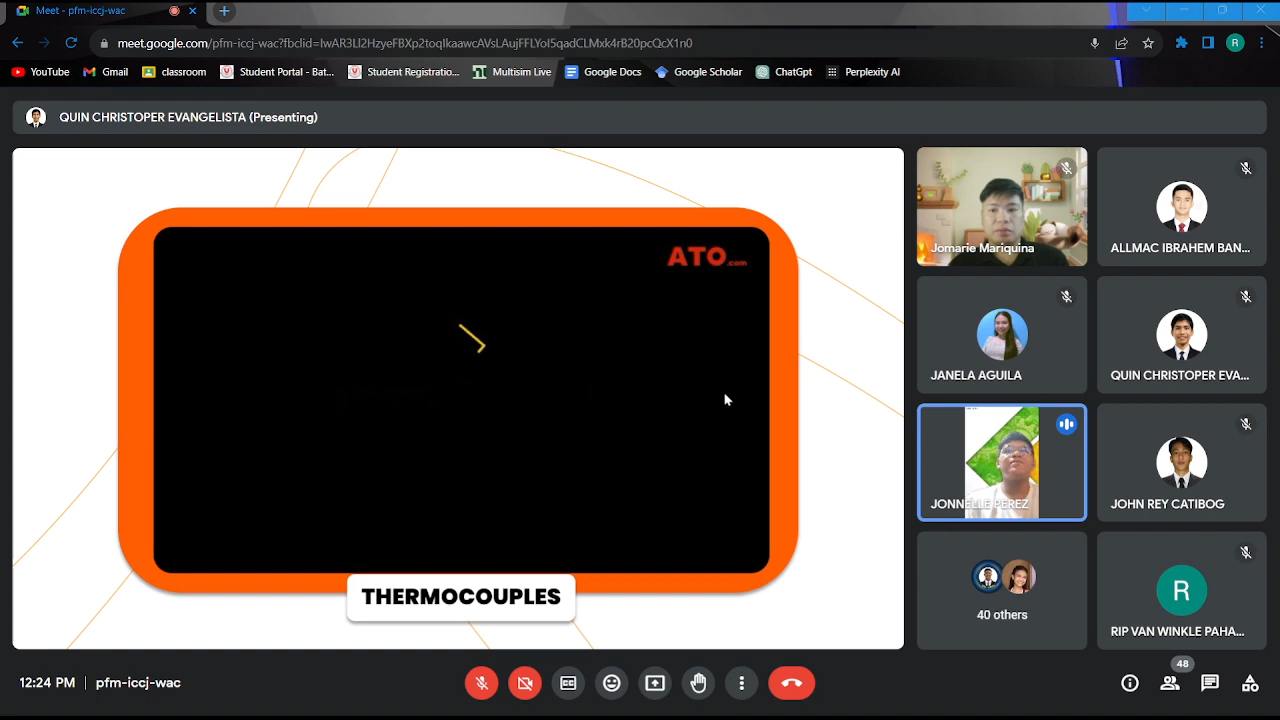 Meet - pfm-iccj-wac
meet.google.com/pfm-iccj-wac?fbclid=IwAR3Ll2HzyeFBXp2toqIkaawcAVsLAujFFLYoI5qadCLMxk4rB20pcQcX1n0
R
YouTube
Gmail
classroom
Student Portal - Bat...
Student Registratio...
Multisim Live
Google Docs
Google Scholar
ChatGpt
Perplexity AI
QUIN CHRISTOPER EVANGELISTA (Presenting)
ATO.com
THERMOCOUPLES
Jomarie Mariquina
ALLMAC IBRAHEM BAN...
JANELA AGUILA
QUIN CHRISTOPER EVA...
JONNELLE PEREZ
JOHN REY CATIBOG
40 others
R
RIP VAN WINKLE PAHA...
12:24 PM
pfm-iccj-wac
48